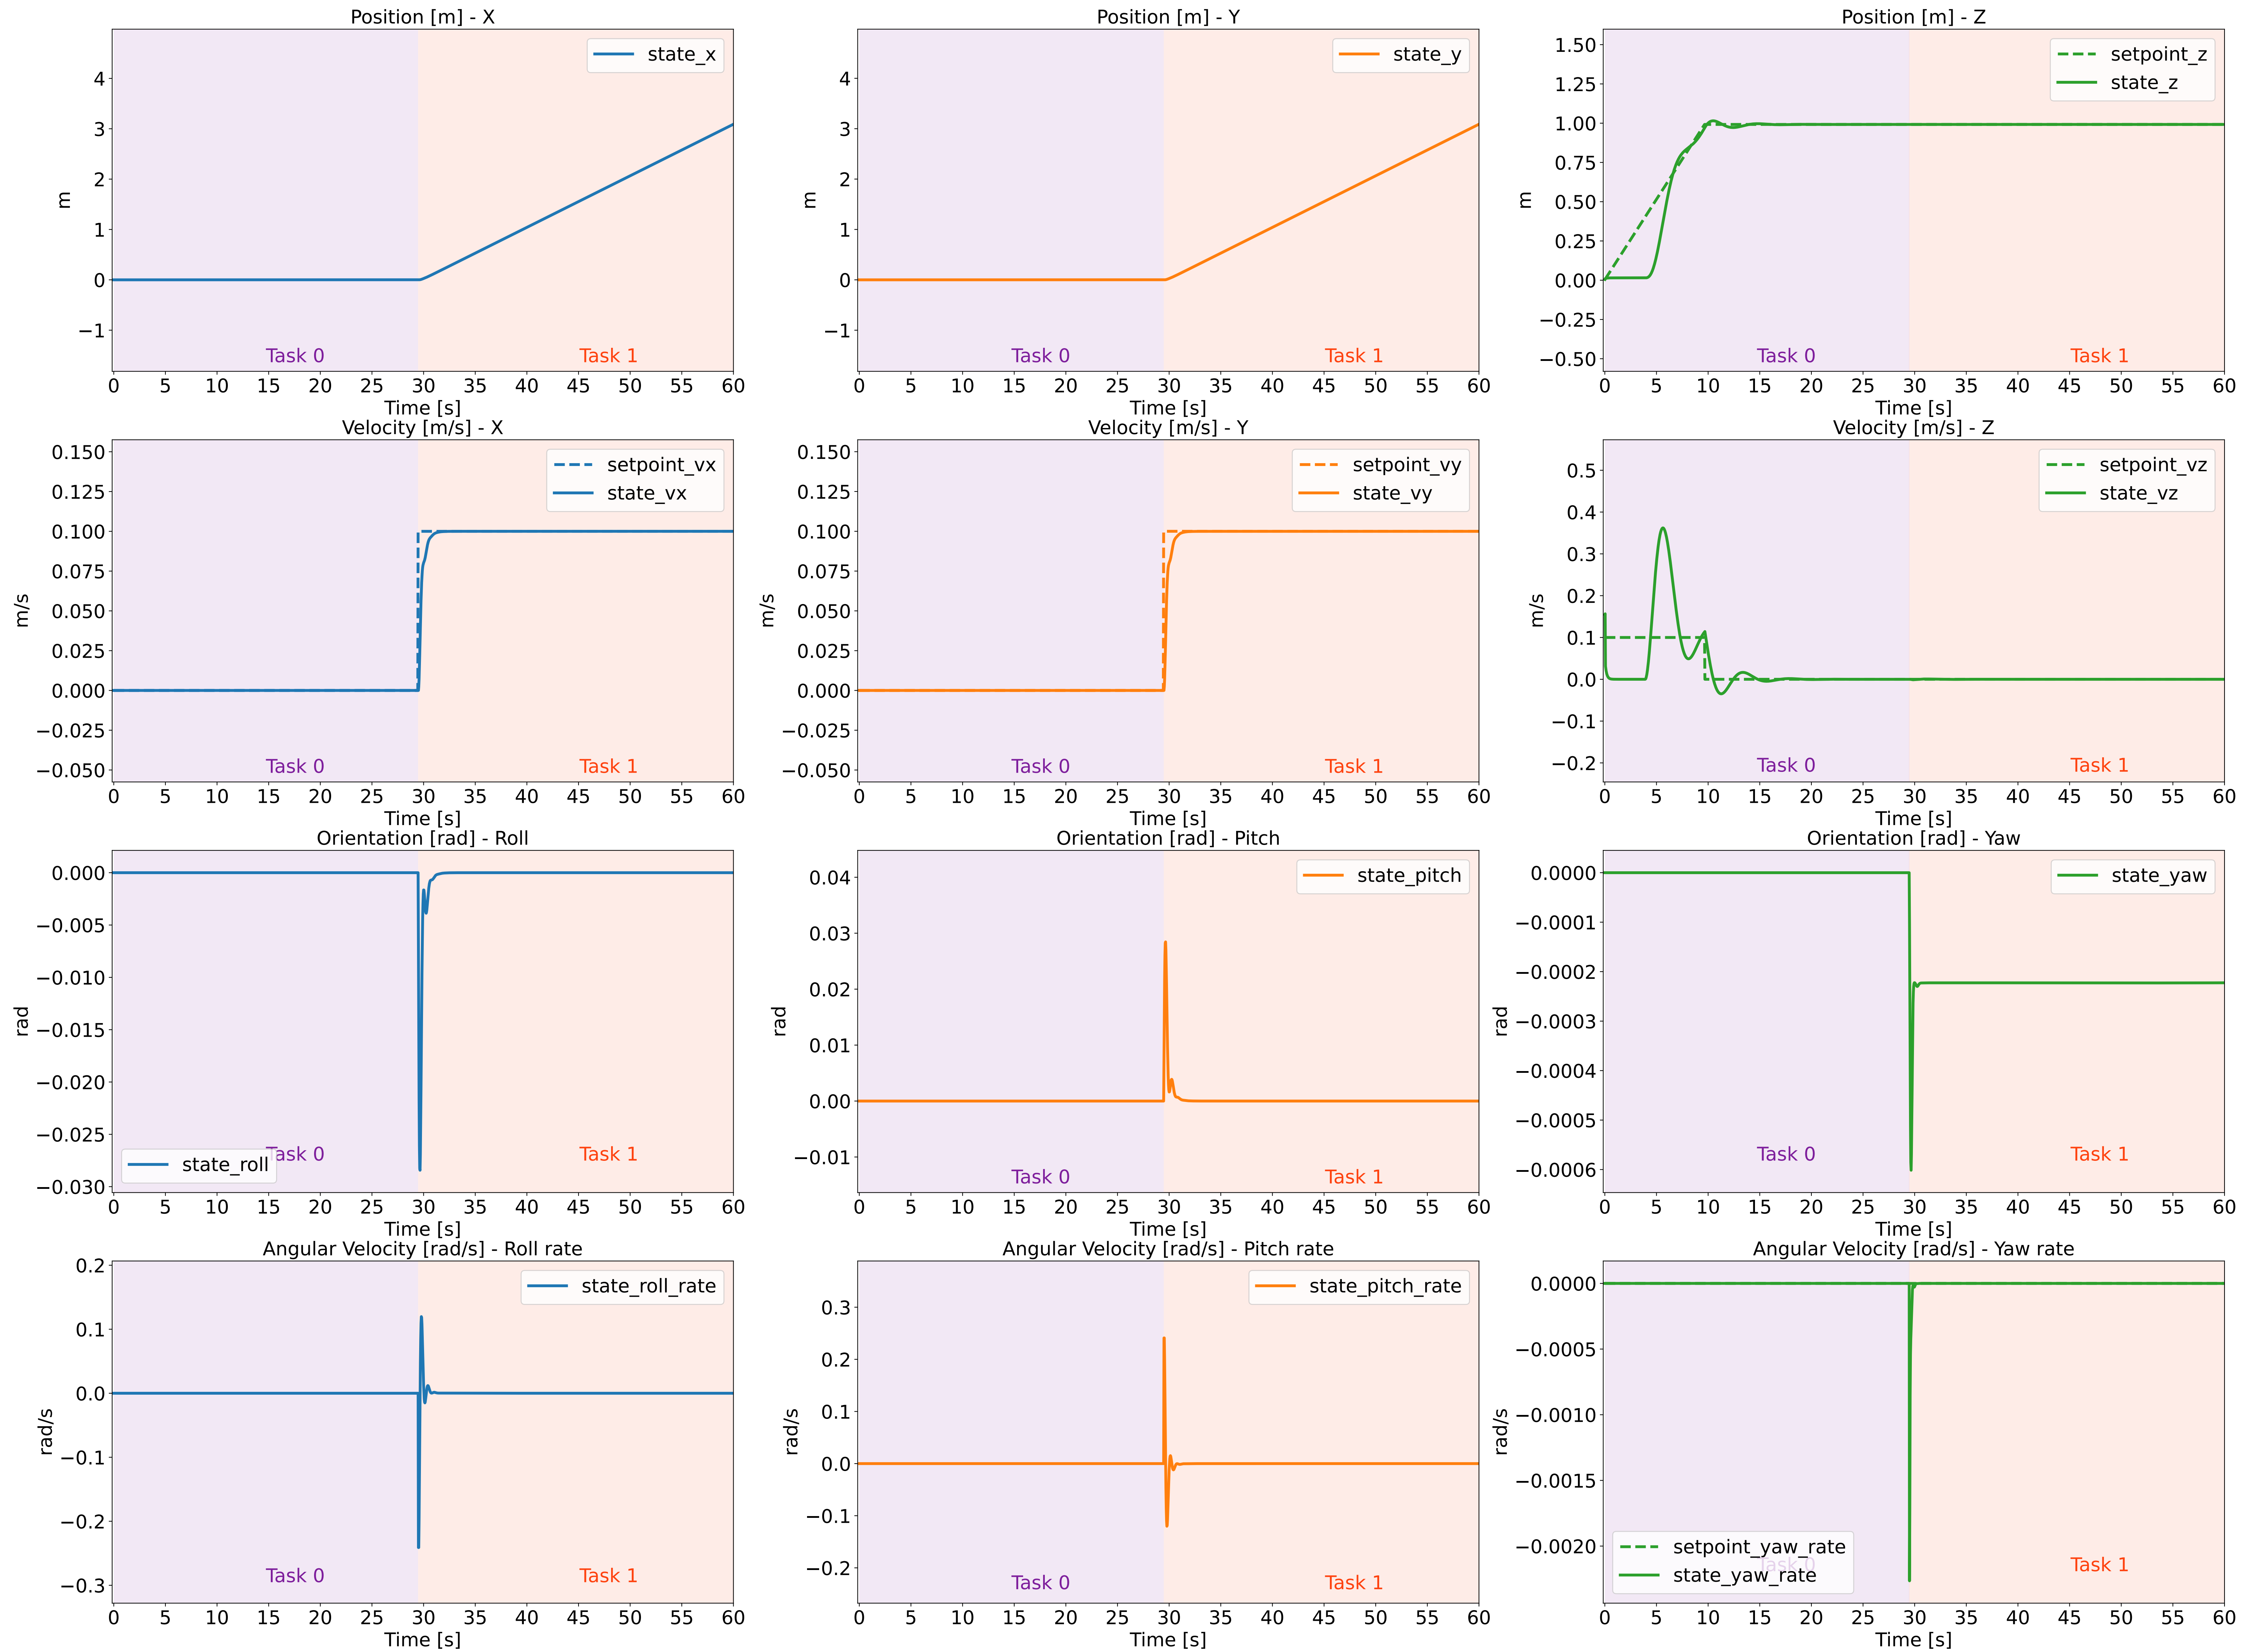 Position [m] - X
state_x
4
3
2
1
0
−1
m
Task 0
Task 1
0 5 10 15 20 25 30 35 40 45 50 55 60
Time [s]
Position [m] - Y
state_y
4
3
2
1
0
−1
m
Task 0
Task 1
0 5 10 15 20 25 30 35 40 45 50 55 60
Time [s]
Position [m] - Z
setpoint_z
state_z
1.50
1.25
1.00
0.75
0.50
0.25
0.00
−0.25
−0.50
m
Task 0
Task 1
0 5 10 15 20 25 30 35 40 45 50 55 60
Time [s]
Velocity [m/s] - X
setpoint_vx
state_vx
0.150
0.125
0.100
0.075
0.050
0.025
0.000
−0.025
−0.050
m/s
Task 0
Task 1
0 5 10 15 20 25 30 35 40 45 50 55 60
Time [s]
Velocity [m/s] - Y
setpoint_vy
state_vy
0.150
0.125
0.100
0.075
0.050
0.025
0.000
−0.025
−0.050
m/s
Task 0
Task 1
0 5 10 15 20 25 30 35 40 45 50 55 60
Time [s]
Velocity [m/s] - Z
setpoint_vz
state_vz
0.5
0.4
0.3
0.2
0.1
0.0
−0.1
−0.2
m/s
Task 0
Task 1
0 5 10 15 20 25 30 35 40 45 50 55 60
Time [s]
Orientation [rad] - Roll
0.000
−0.005
−0.010
−0.015
−0.020
−0.025
−0.030
rad
state_roll
Task 0
Task 1
0 5 10 15 20 25 30 35 40 45 50 55 60
Time [s]
Orientation [rad] - Pitch
state_pitch
0.04
0.03
0.02
0.01
0.00
−0.01
rad
Task 0
Task 1
0 5 10 15 20 25 30 35 40 45 50 55 60
Time [s]
Orientation [rad] - Yaw
state_yaw
0.0000
−0.0001
−0.0002
−0.0003
−0.0004
−0.0005
−0.0006
rad
Task 0
Task 1
0 5 10 15 20 25 30 35 40 45 50 55 60
Time [s]
Angular Velocity [rad/s] - Roll rate
state_roll_rate
0.2
0.1
0.0
−0.1
−0.2
−0.3
rad/s
Task 0
Task 1
0 5 10 15 20 25 30 35 40 45 50 55 60
Time [s]
Angular Velocity [rad/s] - Pitch rate
state_pitch_rate
0.3
0.2
0.1
0.0
−0.1
−0.2
rad/s
Task 0
Task 1
0 5 10 15 20 25 30 35 40 45 50 55 60
Time [s]
Angular Velocity [rad/s] - Yaw rate
0.0000
−0.0005
−0.0010
−0.0015
−0.0020
rad/s
setpoint_yaw_rate
Task 0
state_yaw_rate
Task 1
0 5 10 15 20 25 30 35 40 45 50 55 60
Time [s]